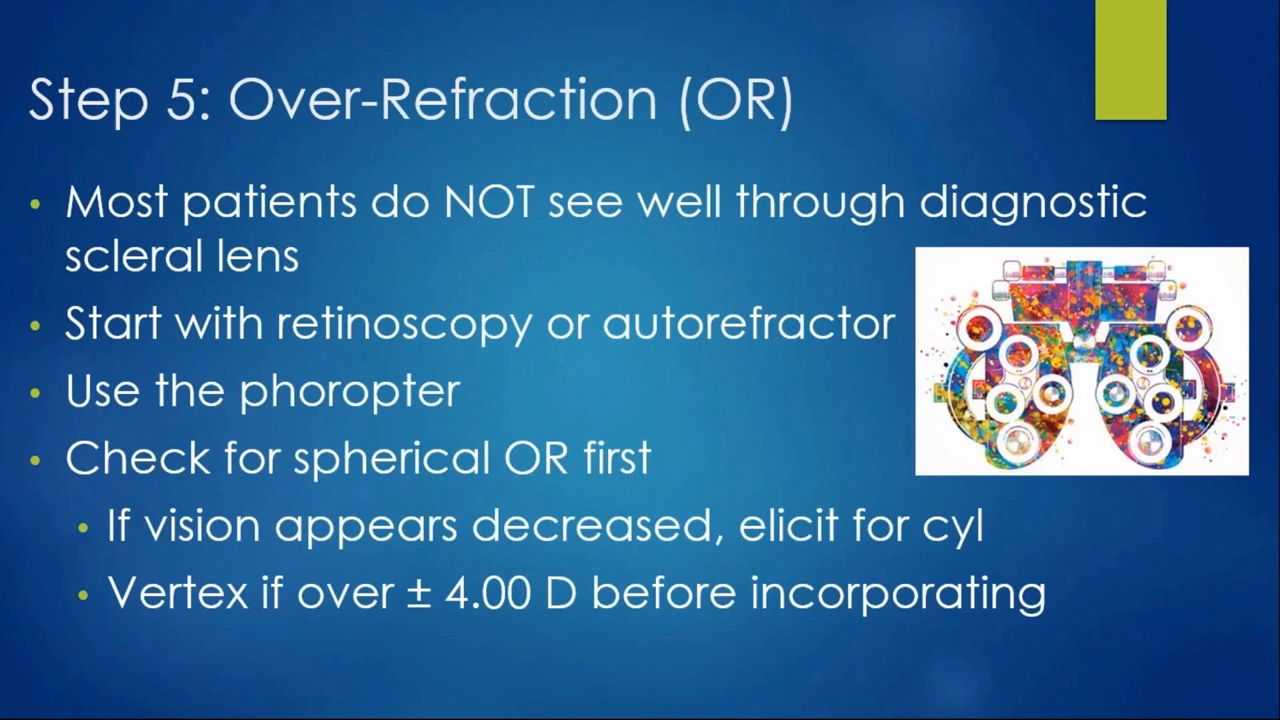 Step 5: Over-Refraction (OR)
• Most patients do NOT see well through diagnostic
scleral lens
• Start with retinoscopy or autorefractor
• Use the phoropter
• Check for spherical OR first
• If vision appears decreased, elicit for cyl
• Vertex if over ± 4.00 D before incorporating